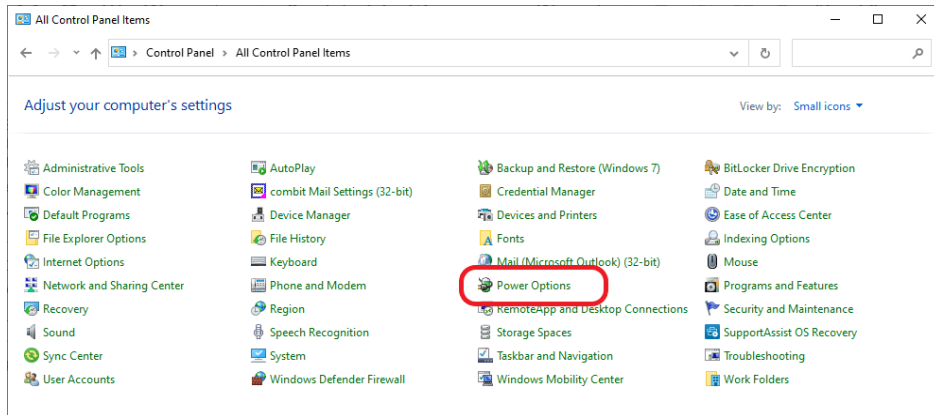 All Control Panel Items
Control Panel > All Control Panel Items
Adjust your computer's settings
View by: Small icons
Administrative Tools AutoPlay Backup and Restore (Windows 7) BitLocker Drive Encryption
Color Management combit Mail Settings (32-bit) Credential Manager Date and Time
Default Programs Device Manager Devices and Printers Ease of Access Center
File Explorer Options File History Fonts Indexing Options
Internet Options Keyboard Mail (Microsoft Outlook) (32-bit) Mouse
Network and Sharing Center Phone and Modem Power Options Programs and Features
Recovery Region RemoteApp and Desktop Connections Security and Maintenance
Sound Speech Recognition Storage Spaces SupportAssist OS Recovery
Sync Center System Taskbar and Navigation Troubleshooting
User Accounts Windows Defender Firewall Windows Mobility Center Work Folders